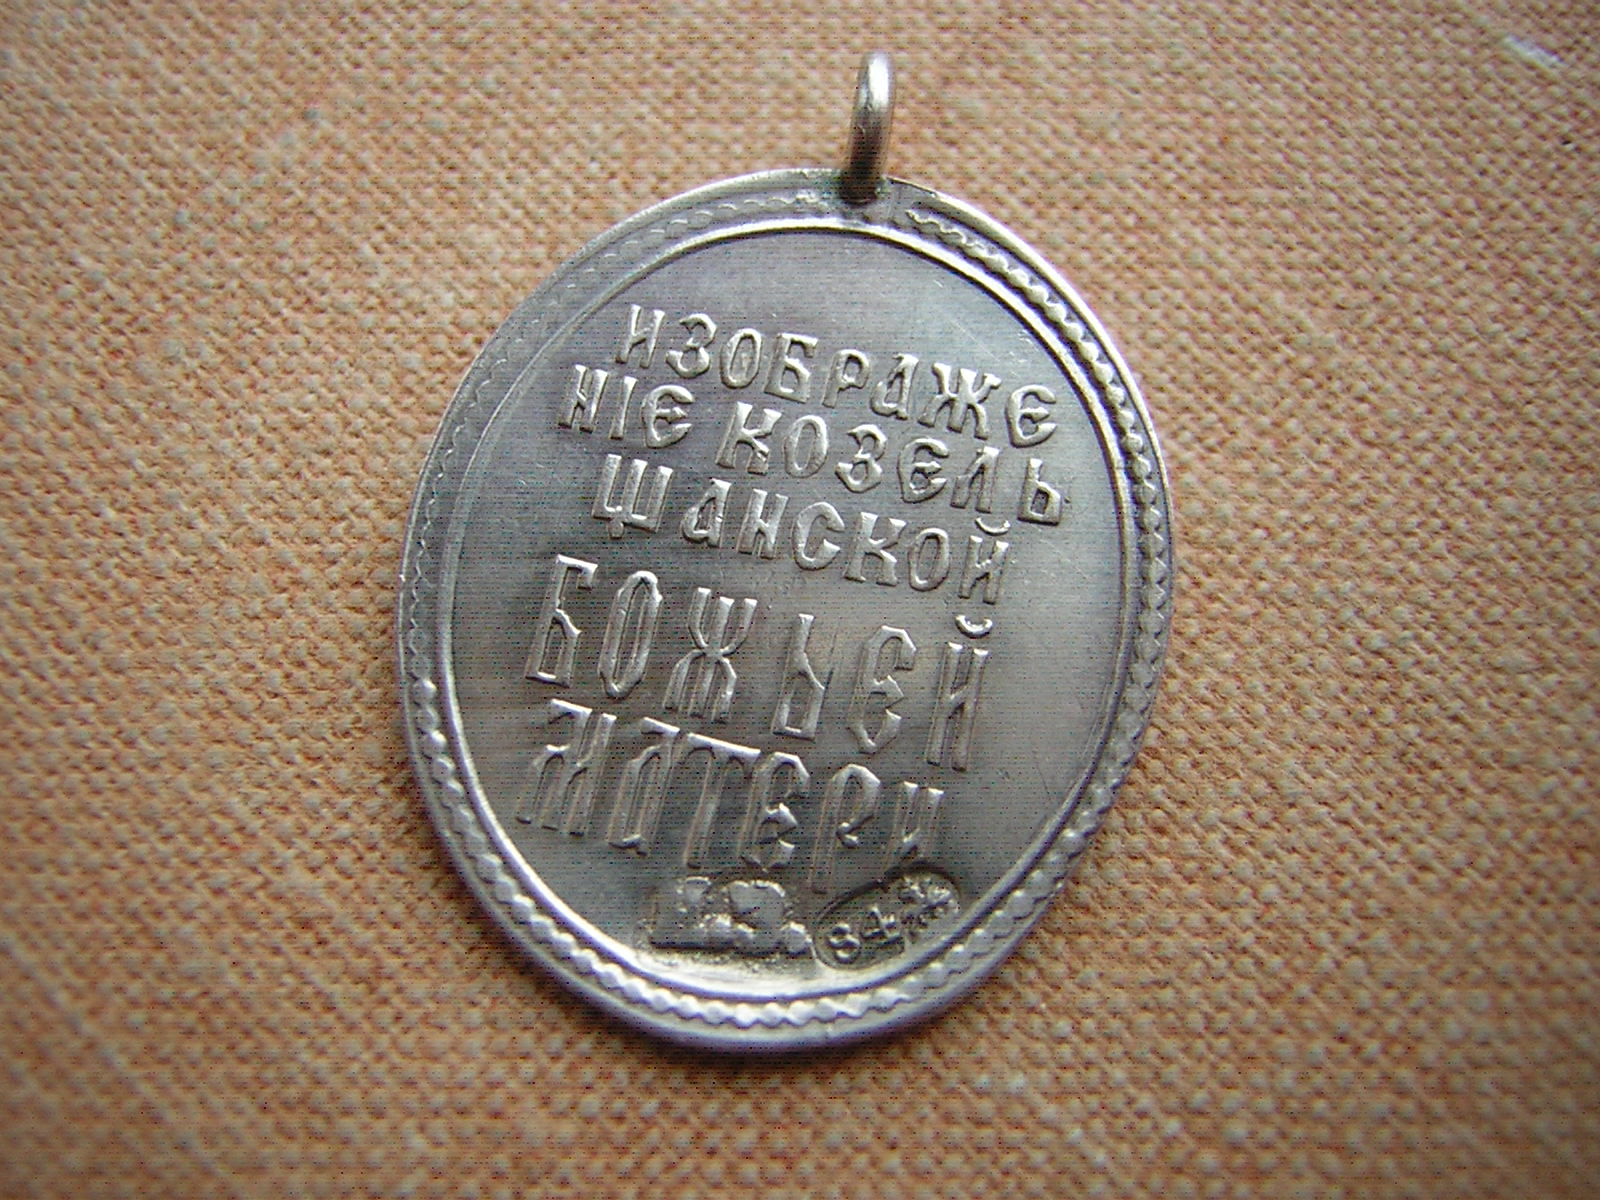 ИЗОБРАЖЕ
НІЕ КОЗЕЛЬ
ЩАНСКОЙ
БОЖЬЕЙ
МАТЕРИ
84